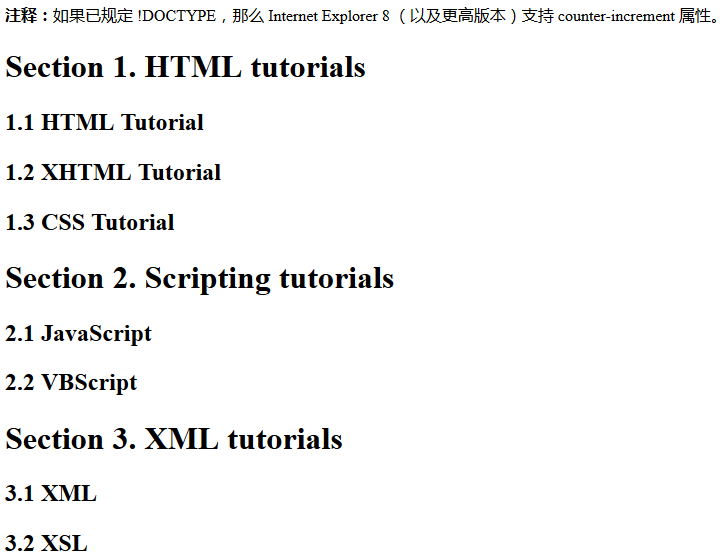 注释：如果已规定 !DOCTYPE，那么 Internet Explorer 8 （以及更高版本）支持 counter-increment 属性。
Section 1. HTML tutorials
1.1 HTML Tutorial
1.2 XHTML Tutorial
1.3 CSS Tutorial
Section 2. Scripting tutorials
2.1 JavaScript
2.2 VBScript
Section 3. XML tutorials
3.1 XML
3.2 XSL